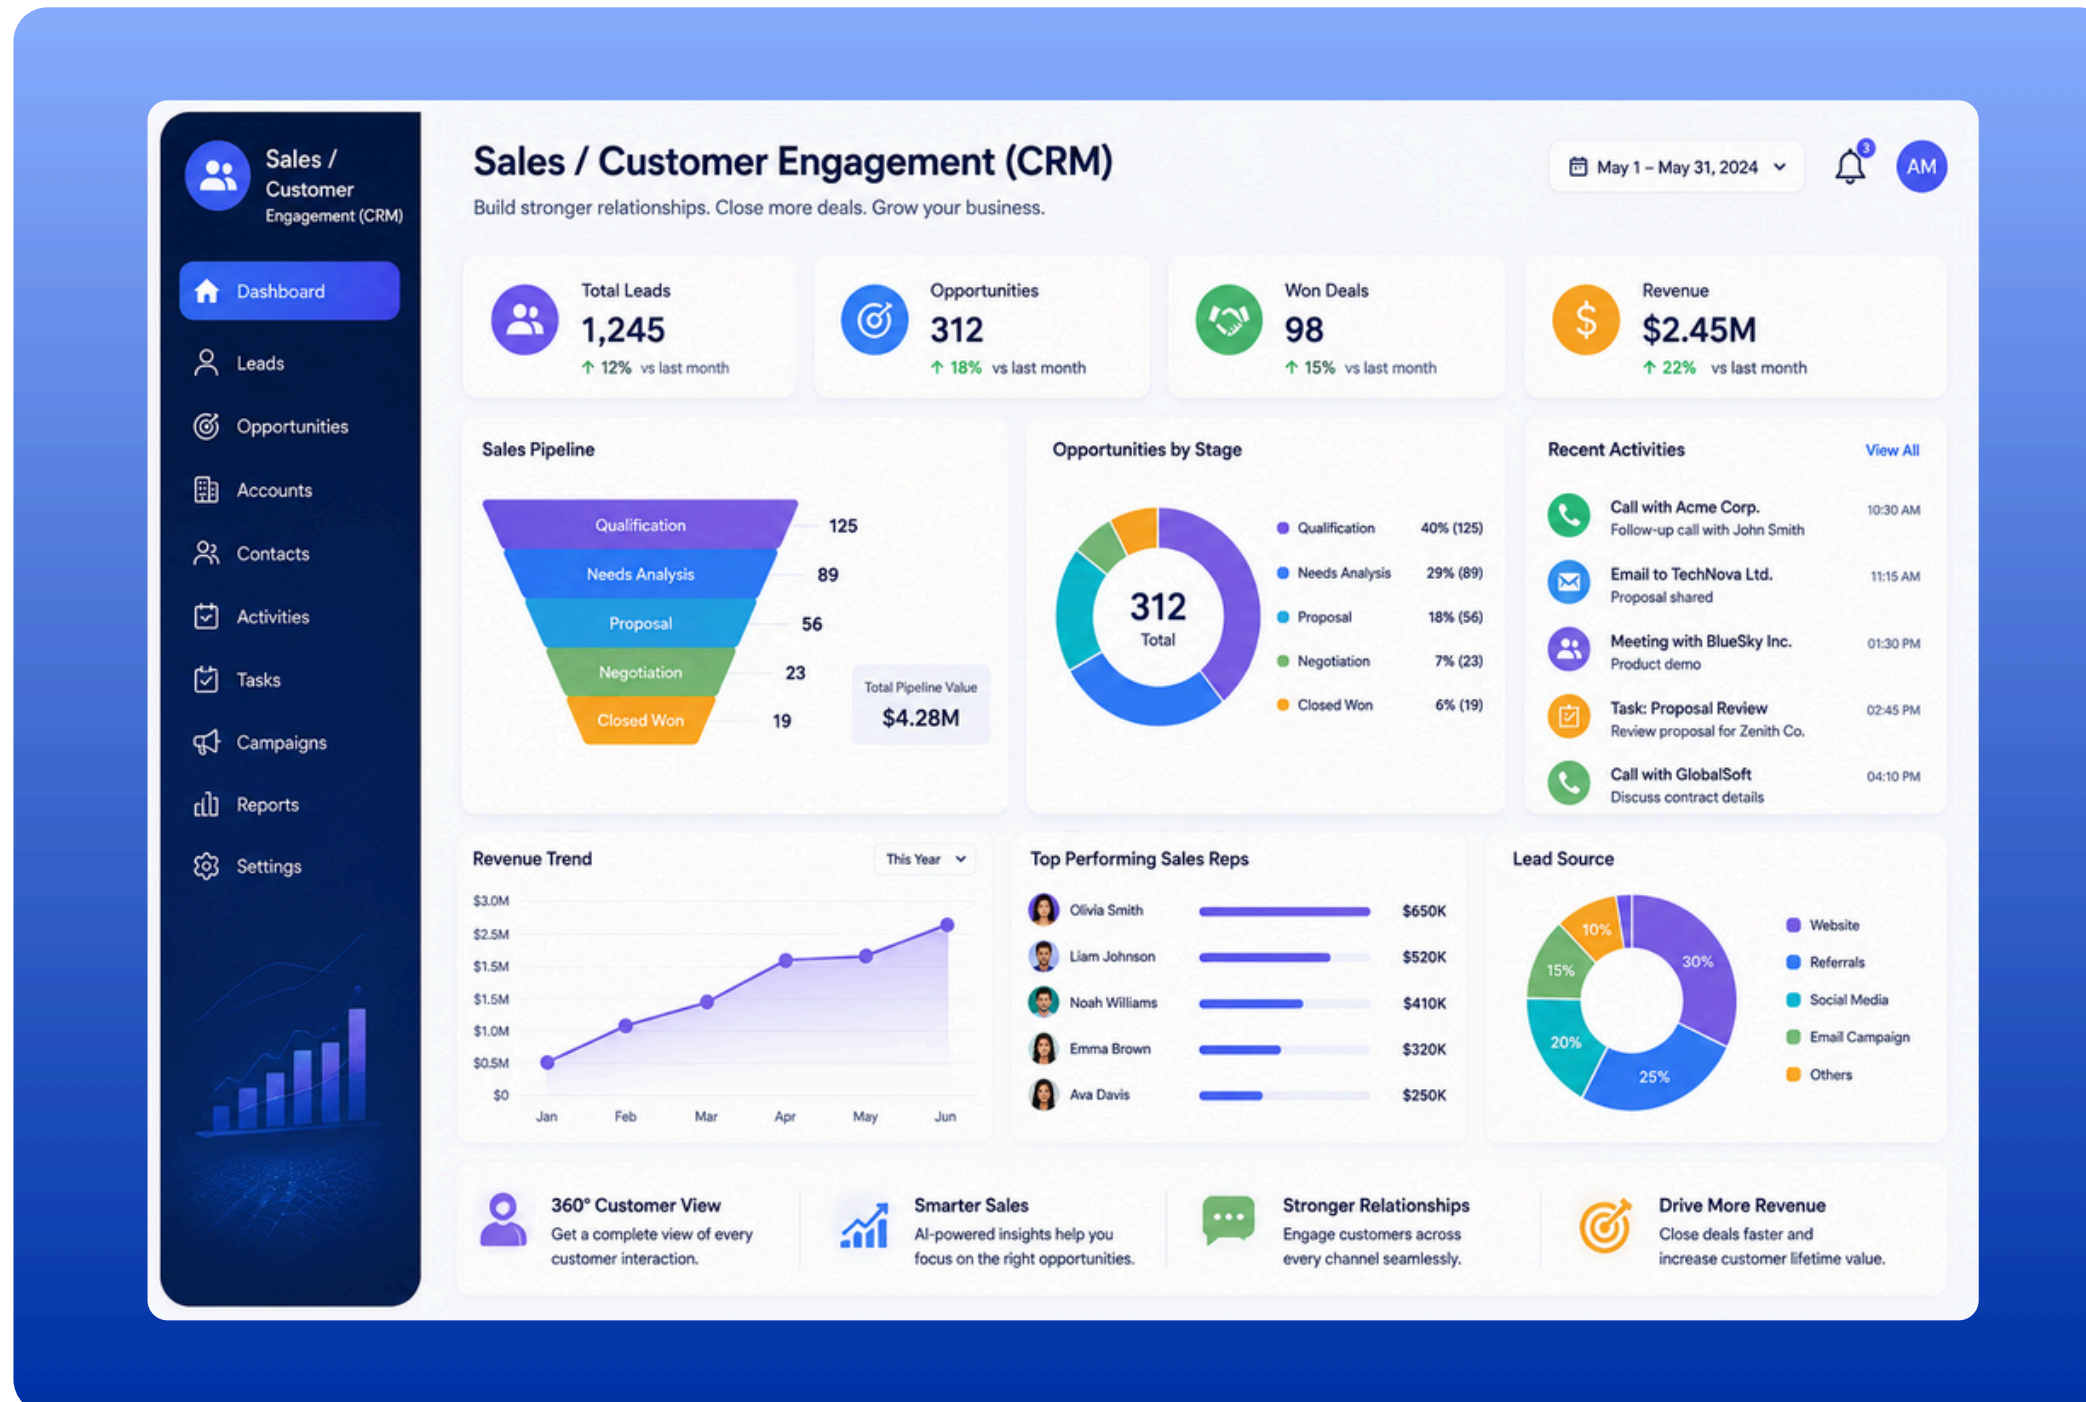 Sales /
Customer
Engagement (CRM)
Dashboard
Leads
Opportunities
Accounts
Contacts
Activities
Tasks
Campaigns
Reports
Settings
Sales / Customer Engagement (CRM)
Build stronger relationships. Close more deals. Grow your business.
May 1 – May 31, 2024
3
AM
Total Leads
1,245
↑ 12% vs last month
Opportunities
312
↑ 18% vs last month
Won Deals
98
↑ 15% vs last month
Revenue
$2.45M
↑ 22% vs last month
Sales Pipeline
Qualification 125
Needs Analysis 89
Proposal 56
Negotiation 23
Closed Won 19
Total Pipeline Value
$4.28M
Opportunities by Stage
312
Total
Qualification 40% (125)
Needs Analysis 29% (89)
Proposal 18% (56)
Negotiation 7% (23)
Closed Won 6% (19)
Recent Activities View All
Call with Acme Corp. 10:30 AM
Follow-up call with John Smith
Email to TechNova Ltd. 11:15 AM
Proposal shared
Meeting with BlueSky Inc. 01:30 PM
Product demo
Task: Proposal Review 02:45 PM
Review proposal for Zenith Co.
Call with GlobalSoft 04:10 PM
Discuss contract details
Revenue Trend This Year
$3.0M
$2.5M
$1.5M
$1.5M
$1.0M
$0.5M
$0
Jan Feb Mar Apr May Jun
Top Performing Sales Reps
Olivia Smith $650K
Liam Johnson $520K
Noah Williams $410K
Emma Brown $320K
Ava Davis $250K
Lead Source
10%
30%
15%
20%
25%
Website
Referrals
Social Media
Email Campaign
Others
360° Customer View
Get a complete view of every
customer interaction.
Smarter Sales
AI-powered insights help you
focus on the right opportunities.
Stronger Relationships
Engage customers across
every channel seamlessly.
Drive More Revenue
Close deals faster and
increase customer lifetime value.